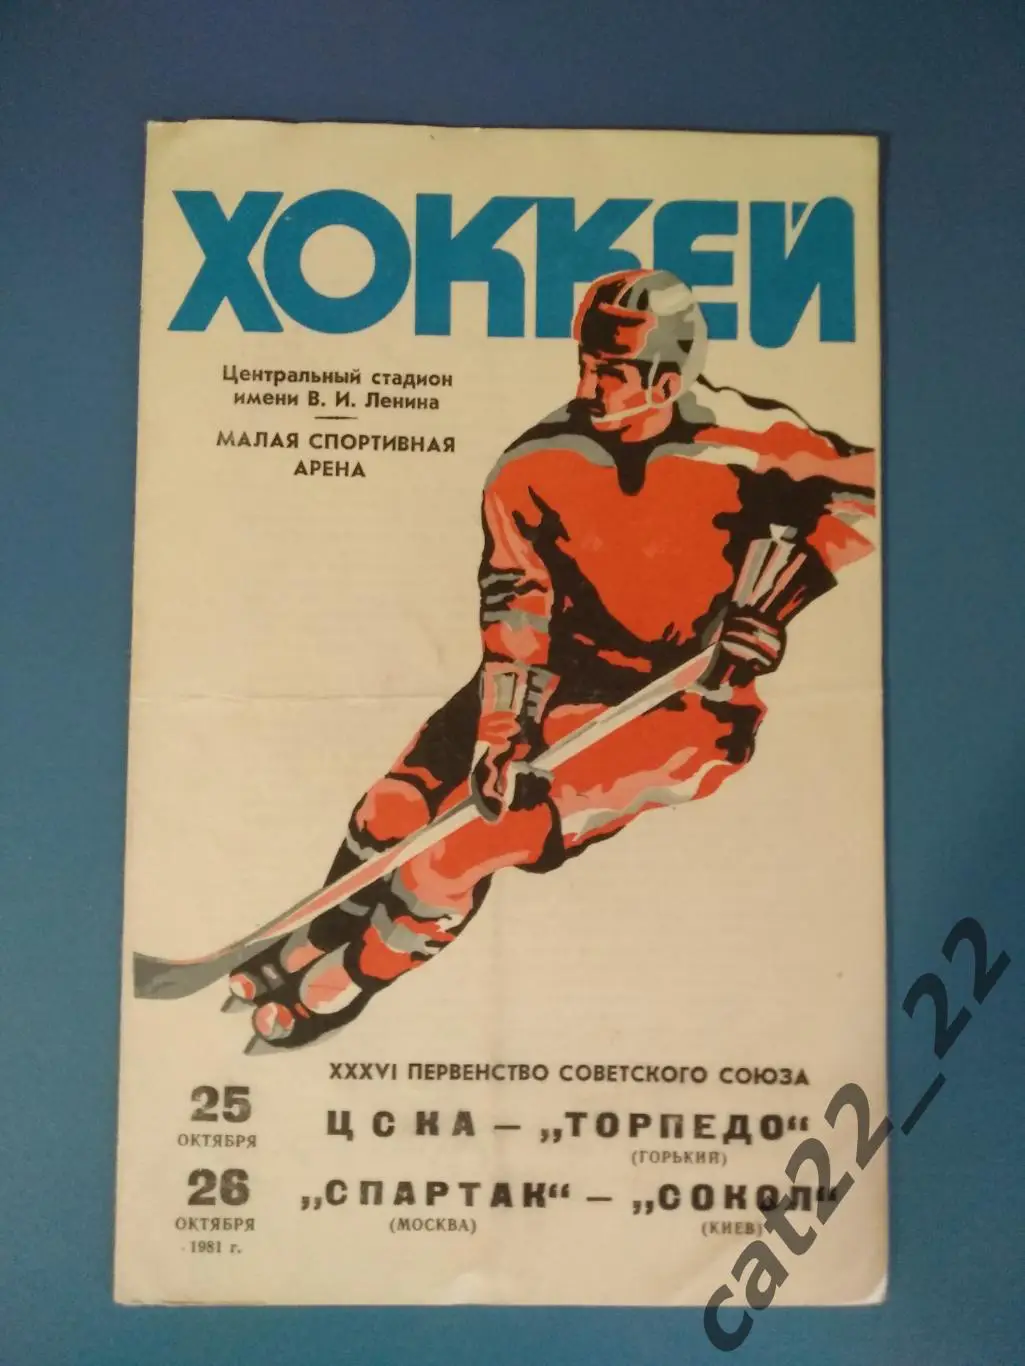 ХОККЕЙ
Центральный стадион
имени В. И. Ленина
МАЛАЯ СПОРТИВНАЯ
АРЕНА
XXXVI ПЕРВЕНСТВО СОВЕТСКОГО СОЮЗА
25
ОКТЯБРЯ
ЦСКА – „ТОРПЕДО“
(ГОРЬКИЙ)
26
ОКТЯБРЯ
1981 г.
„СПАРТАК“ – „СОКОЛ“
(МОСКВА) (КИЕВ)
cat22_22